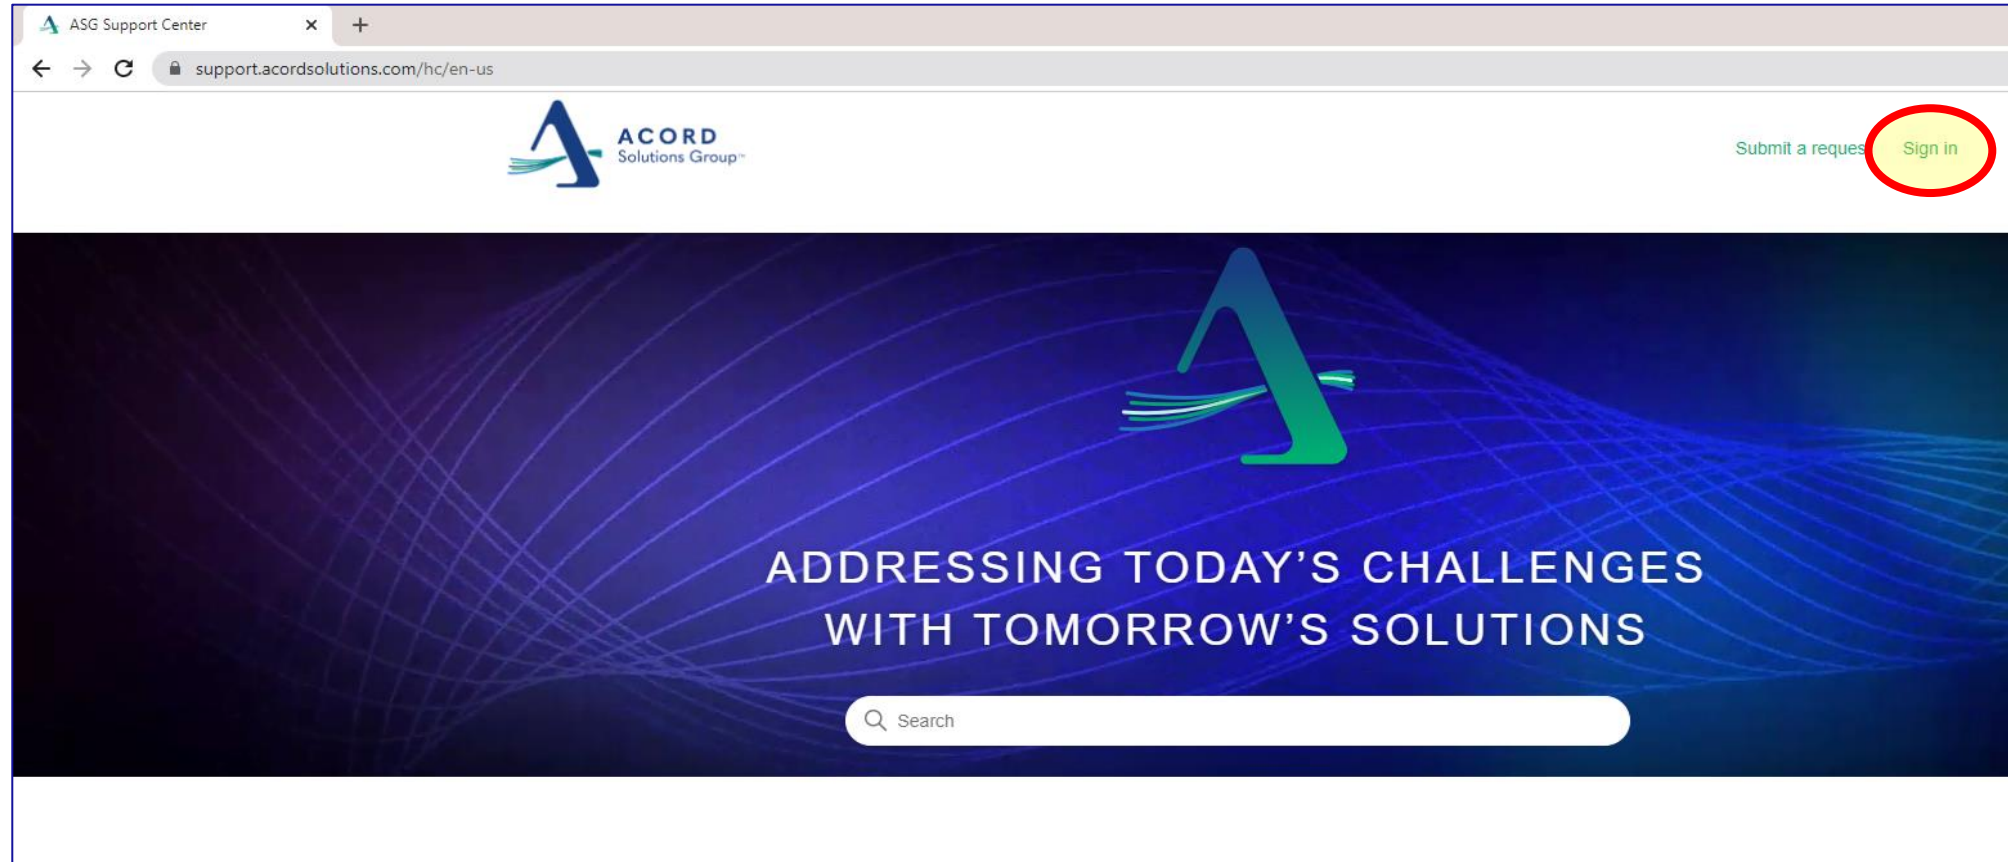 ASG Support Center
support.acordsolutions.com/hc/en-us
ACORD
Solutions Group™
Submit a reques
Sign in
ADDRESSING TODAY’S CHALLENGES
WITH TOMORROW’S SOLUTIONS
Search